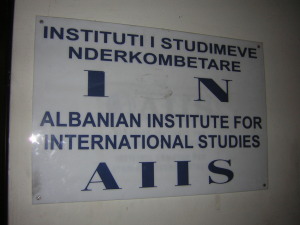 INSTITUTI I STUDIMEVE
NDERKOMBETARE
I N
ALBANIAN INSTITUTE FOR
INTERNATIONAL STUDIES
AIIS